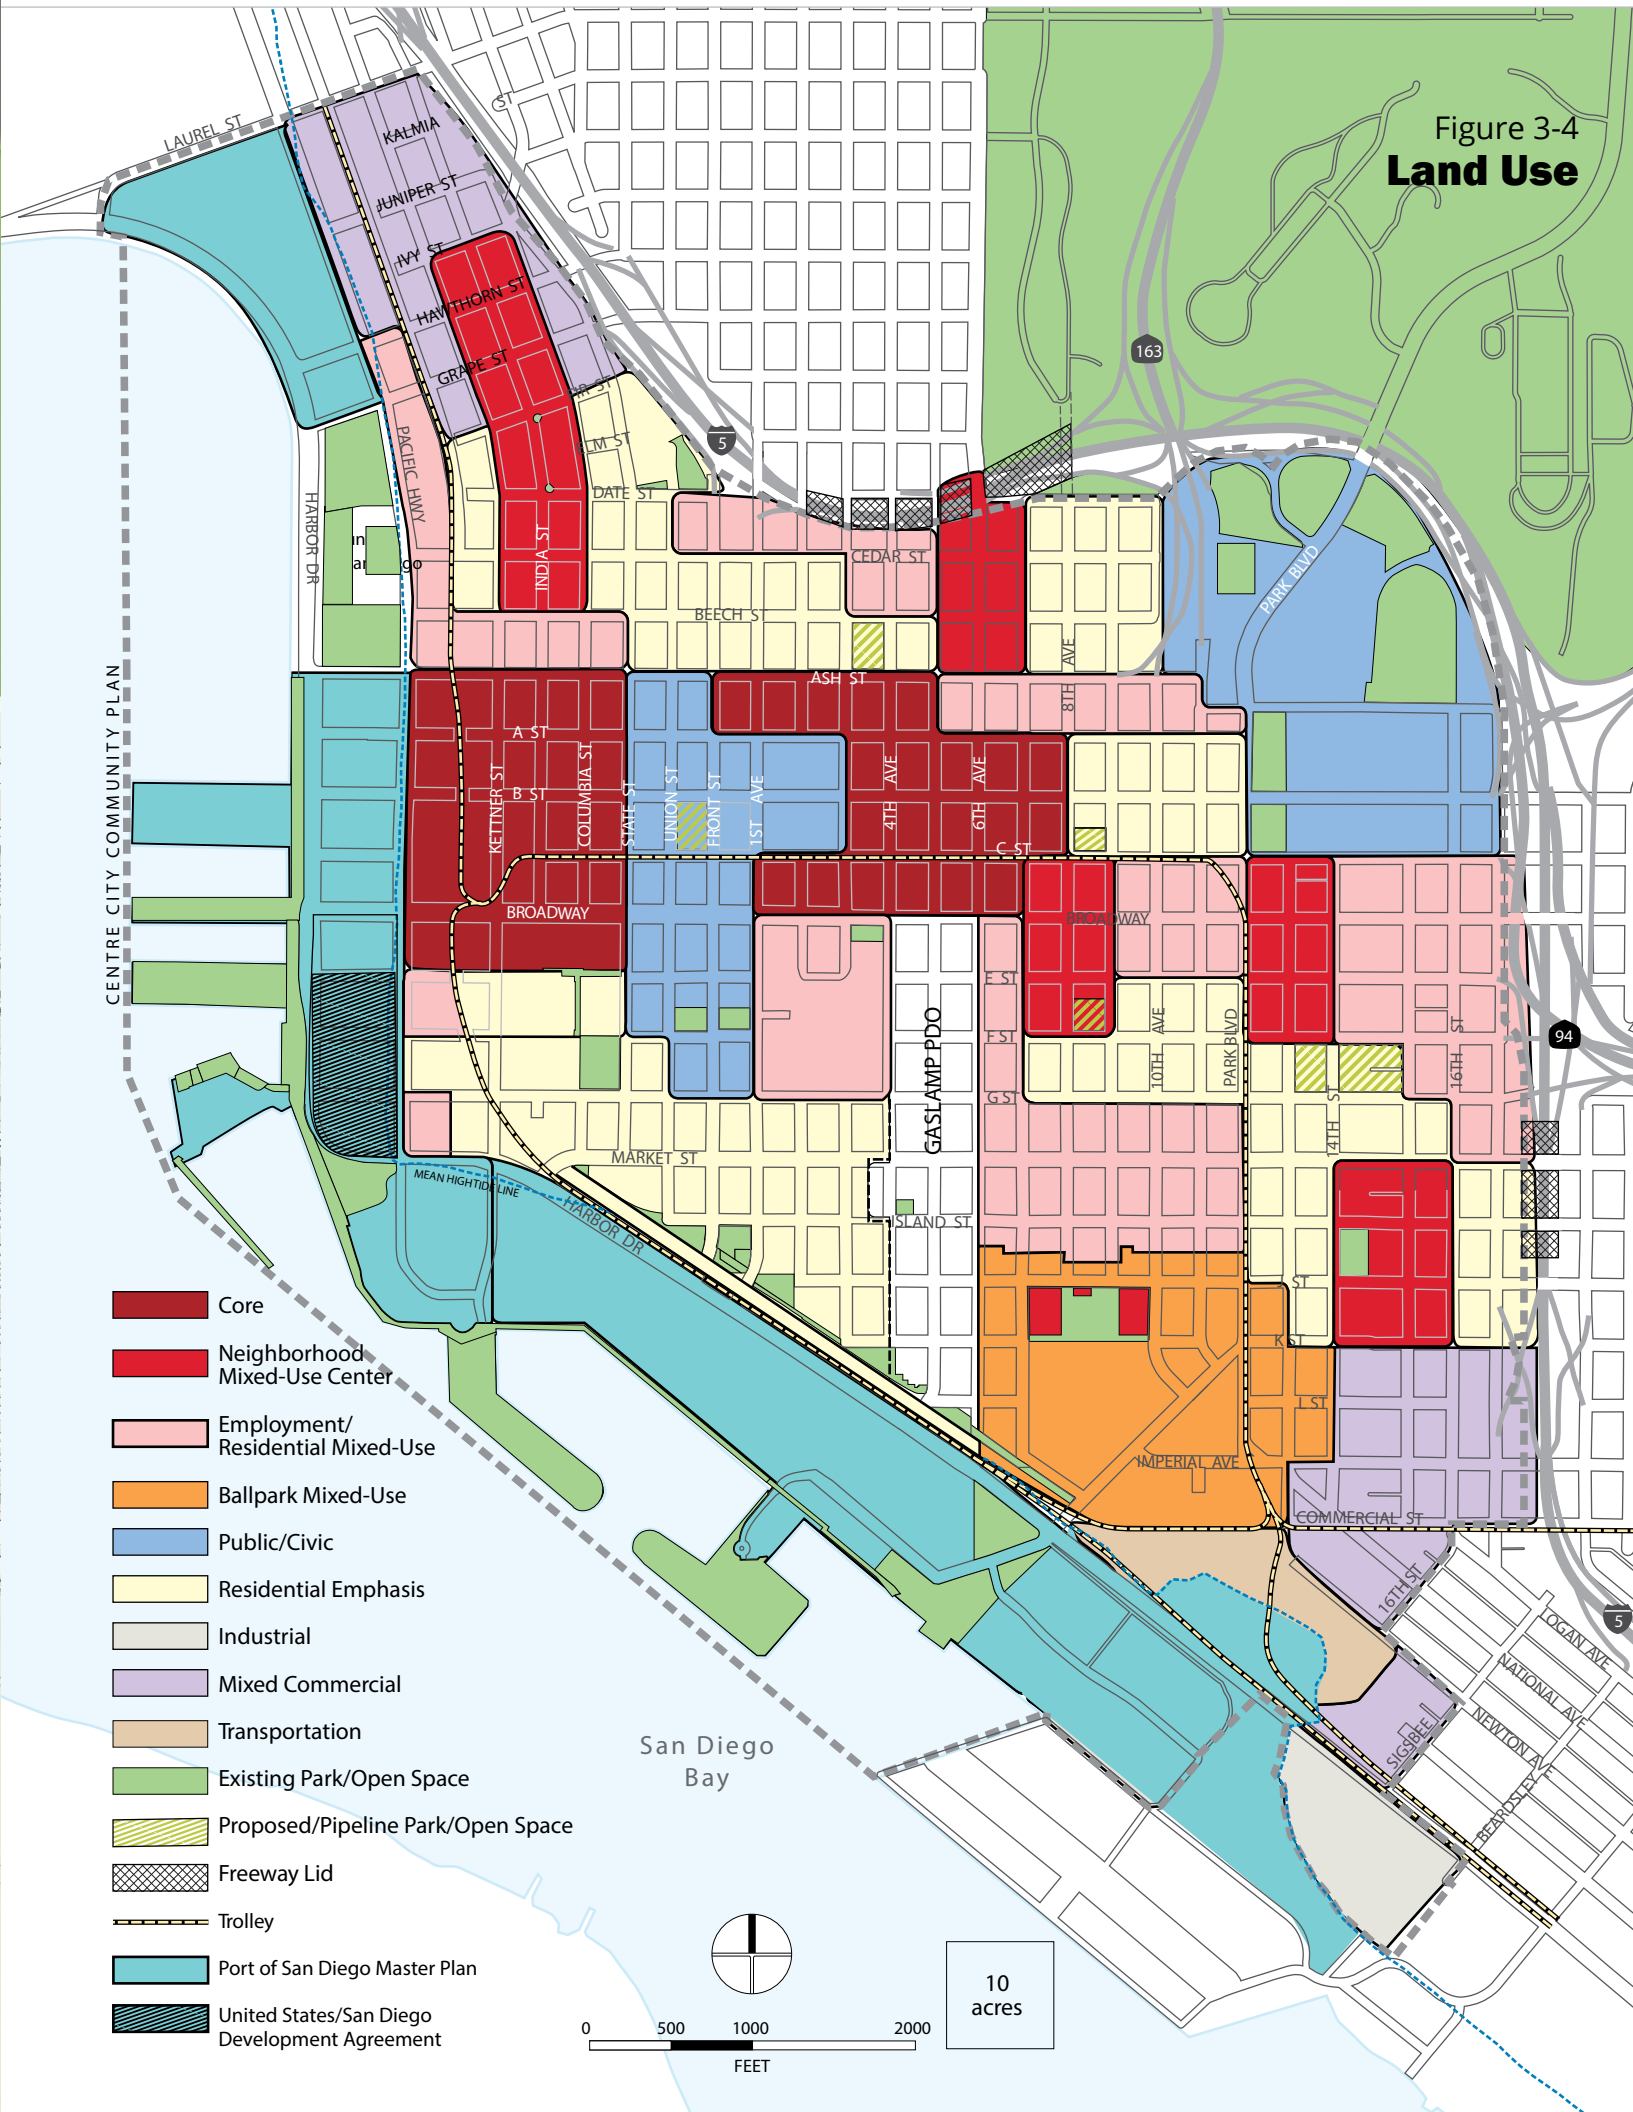 Figure 3-4
Land Use
LAUREL ST
ST
KALMIA
JUNIPER ST
IVY ST
HAWTHORN ST
GRAPE ST
ELM ST
DATE ST
CEDAR ST
BEECH ST
ASH ST
A ST
B ST
C ST
BROADWAY
BROADWAY
E ST
F ST
G ST
MARKET ST
ISLAND ST
K ST
L ST
IMPERIAL AVE
COMMERCIAL ST
HARBOR DR
PACIFIC HWY
INDIA ST
KETTNER ST
COLUMBIA ST
STATE ST
UNION ST
FRONT ST
1ST AVE
4TH AVE
6TH AVE
8TH AVE
10TH AVE
PARK BLVD
PARK BLVD
14TH ST
16TH ST
163
5
94
5
GASLAMP PDO
CENTRE CITY COMMUNITY PLAN
MEAN HIGHTIDE LINE
HARBOR DR
16TH ST
LOGAN AVE
NATIONAL AVE
NEWTON AVE
SIGSBEE
BEARDSLEY ST
San Diego
Bay
Core
Neighborhood
Mixed-Use Center
Employment/
Residential Mixed-Use
Ballpark Mixed-Use
Public/Civic
Residential Emphasis
Industrial
Mixed Commercial
Transportation
Existing Park/Open Space
Proposed/Pipeline Park/Open Space
Freeway Lid
Trolley
Port of San Diego Master Plan
United States/San Diego
Development Agreement
10
acres
0 500 1000 2000
FEET